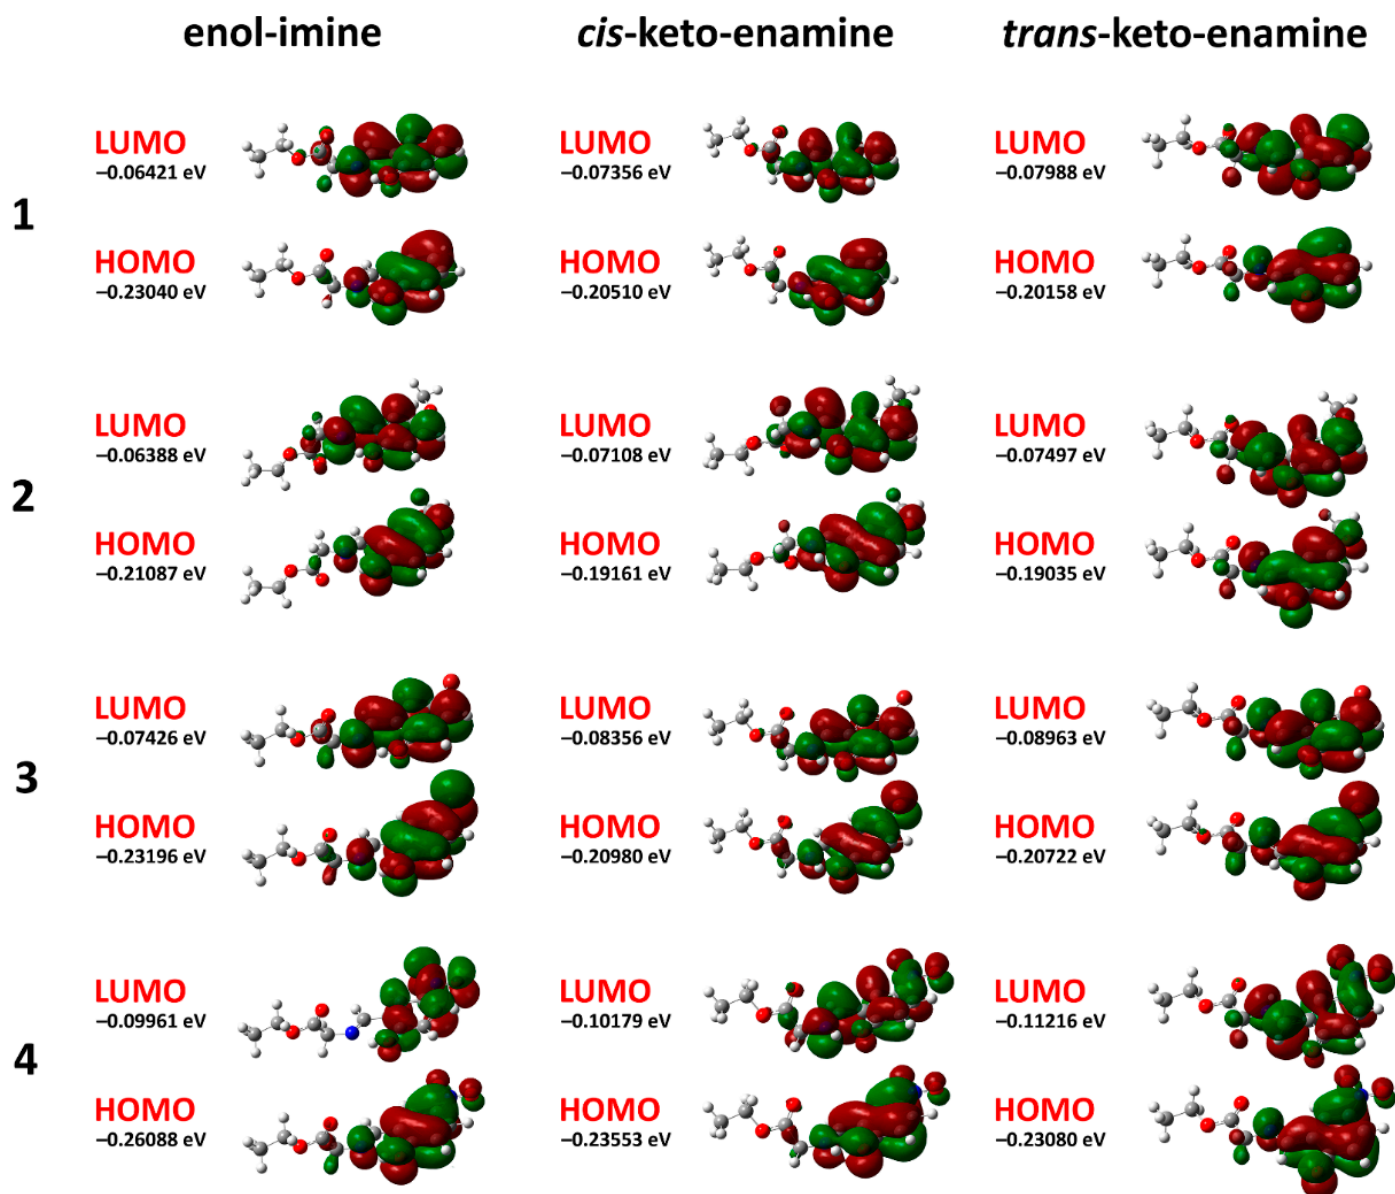 enol-imine cis-keto-enamine trans-keto-enamine
LUMO LUMO LUMO
−0.06421 eV −0.07356 eV −0.07988 eV
1
HOMO HOMO HOMO
−0.23040 eV −0.20510 eV −0.20158 eV
LUMO LUMO LUMO
−0.06388 eV −0.07108 eV −0.07497 eV
2
HOMO HOMO HOMO
−0.21087 eV −0.19161 eV −0.19035 eV
LUMO LUMO LUMO
−0.07426 eV −0.08356 eV −0.08963 eV
3
HOMO HOMO HOMO
−0.23196 eV −0.20980 eV −0.20722 eV
LUMO LUMO LUMO
−0.09961 eV −0.10179 eV −0.11216 eV
4
HOMO HOMO HOMO
−0.26088 eV −0.23553 eV −0.23080 eV